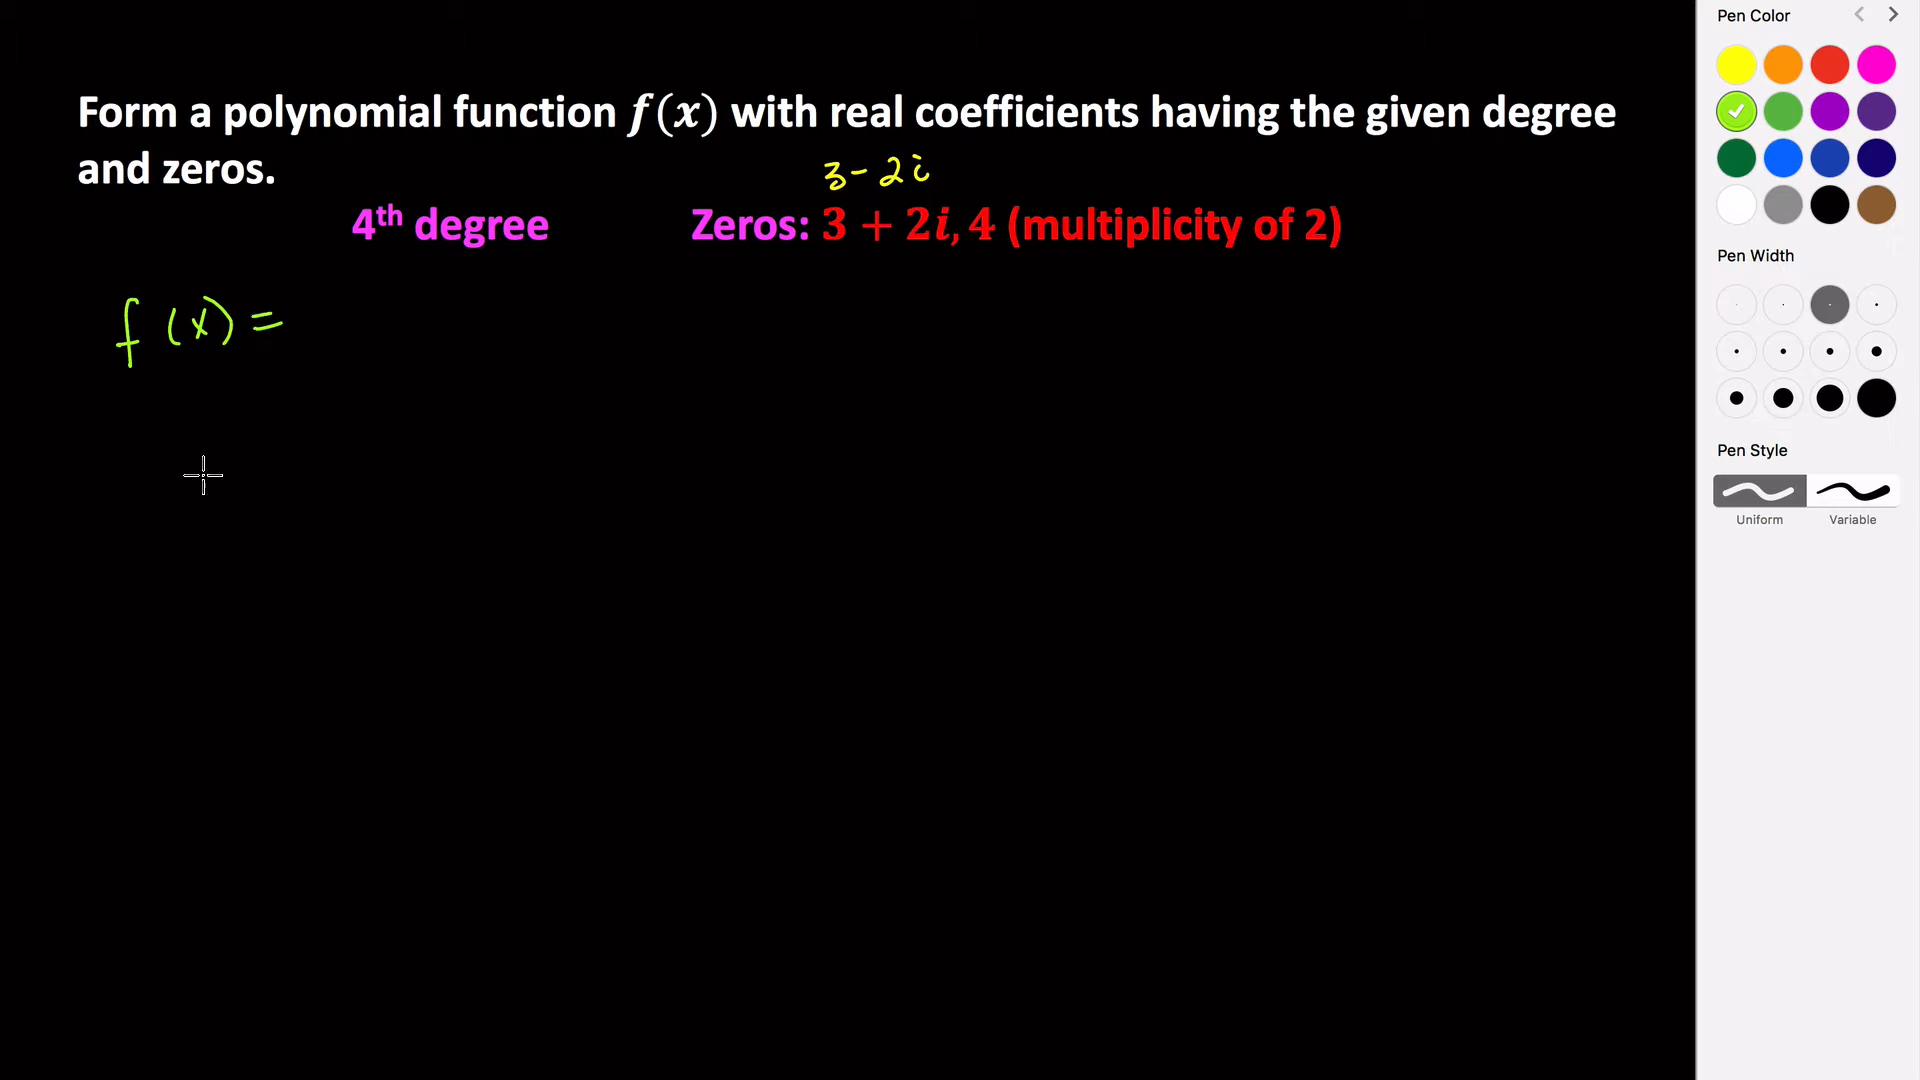 Form a polynomial function f(x) with real coefficients having the given degree
and zeros.
3 - 2i
4th degree Zeros: 3 + 2i, 4 (multiplicity of 2)
f(x) =
Pen Color
Pen Width
Pen Style
Uniform Variable